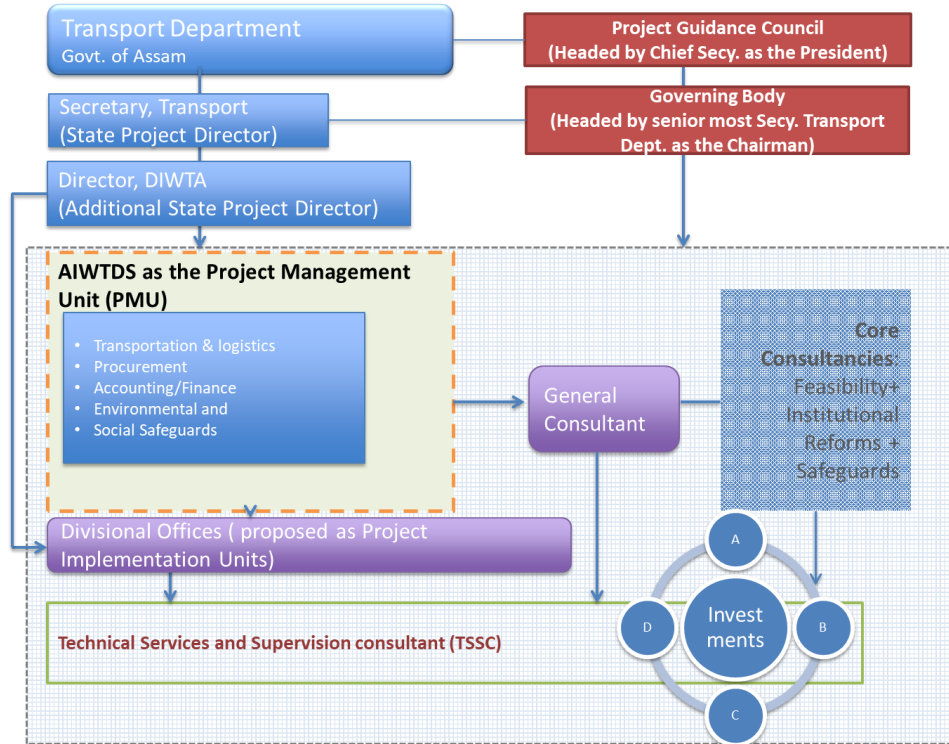 Transport Department
Govt. of Assam
Project Guidance Council
(Headed by Chief Secy. as the President)
Secretary, Transport
(State Project Director)
Governing Body
(Headed by senior most Secy. Transport
Dept. as the Chairman)
Director, DIWTA
(Additional State Project Director)
AIWTDS as the Project Management
Unit (PMU)
• Transportation & logistics
• Procurement
• Accounting/Finance
• Environmental and
• Social Safeguards
General
Consultant
Core
Consultancies:
Feasibility+
Institutional
Reforms +
Safeguards
Divisional Offices ( proposed as Project
Implementation Units)
Technical Services and Supervision consultant (TSSC)
A
D
Invest
ments
B
C